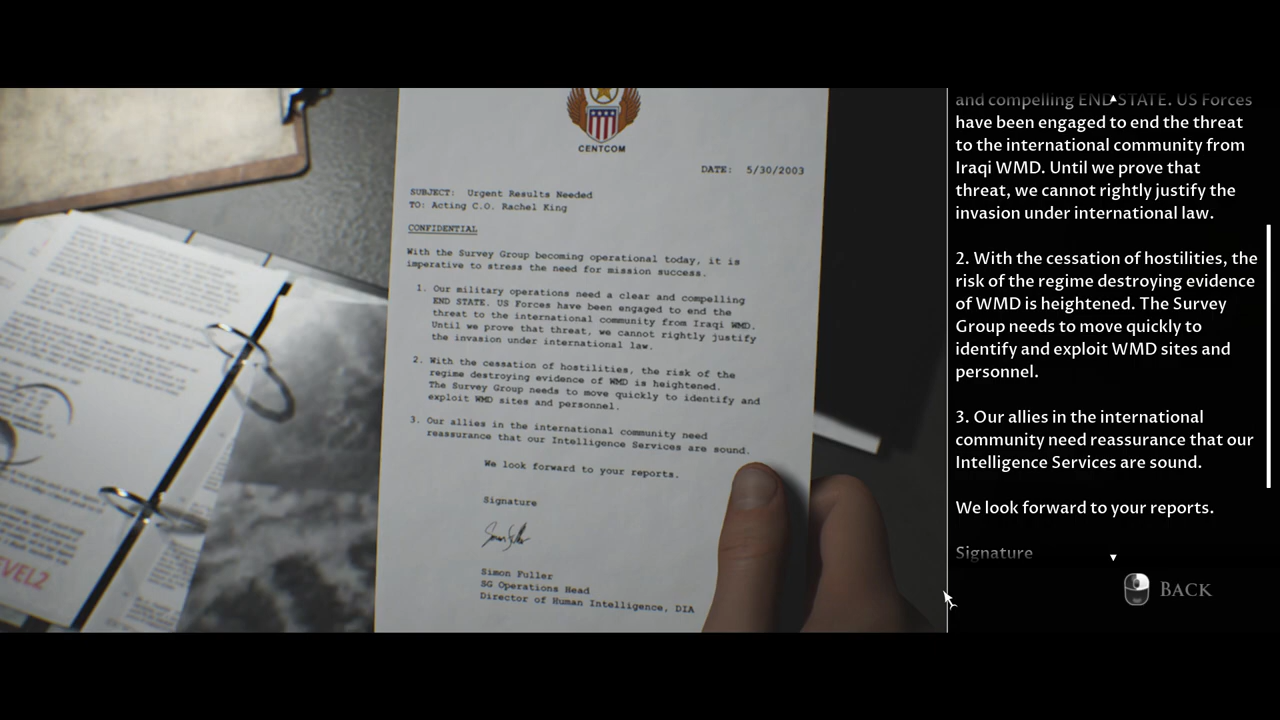 CENTCOM
DATE: 5/30/2003
SUBJECT: Urgent Results Needed
TO: Acting C.O. Rachel King
CONFIDENTIAL
With the Survey Group becoming operational today, it is
imperative to stress the need for mission success.
1. Our military operations need a clear and compelling
END STATE. US Forces have been engaged to end the
threat to the international community from Iraqi WMD.
Until we prove that threat, we cannot rightly justify
the invasion under international law.
2. With the cessation of hostilities, the risk of the
regime destroying evidence of WMD is heightened.
The Survey Group needs to move quickly to identify and
exploit WMD sites and personnel.
3. Our allies in the international community need
reassurance that our Intelligence Services are sound.
We look forward to your reports.
Signature
Simon Fuller
SG Operations Head
Director of Human Intelligence, DIA
EVEL2
and compelling END STATE. US Forces
have been engaged to end the threat
to the international community from
Iraqi WMD. Until we prove that
threat, we cannot rightly justify the
invasion under international law.
2. With the cessation of hostilities, the
risk of the regime destroying evidence
of WMD is heightened. The Survey
Group needs to move quickly to
identify and exploit WMD sites and
personnel.
3. Our allies in the international
community need reassurance that our
Intelligence Services are sound.
We look forward to your reports.
Signature
BACK